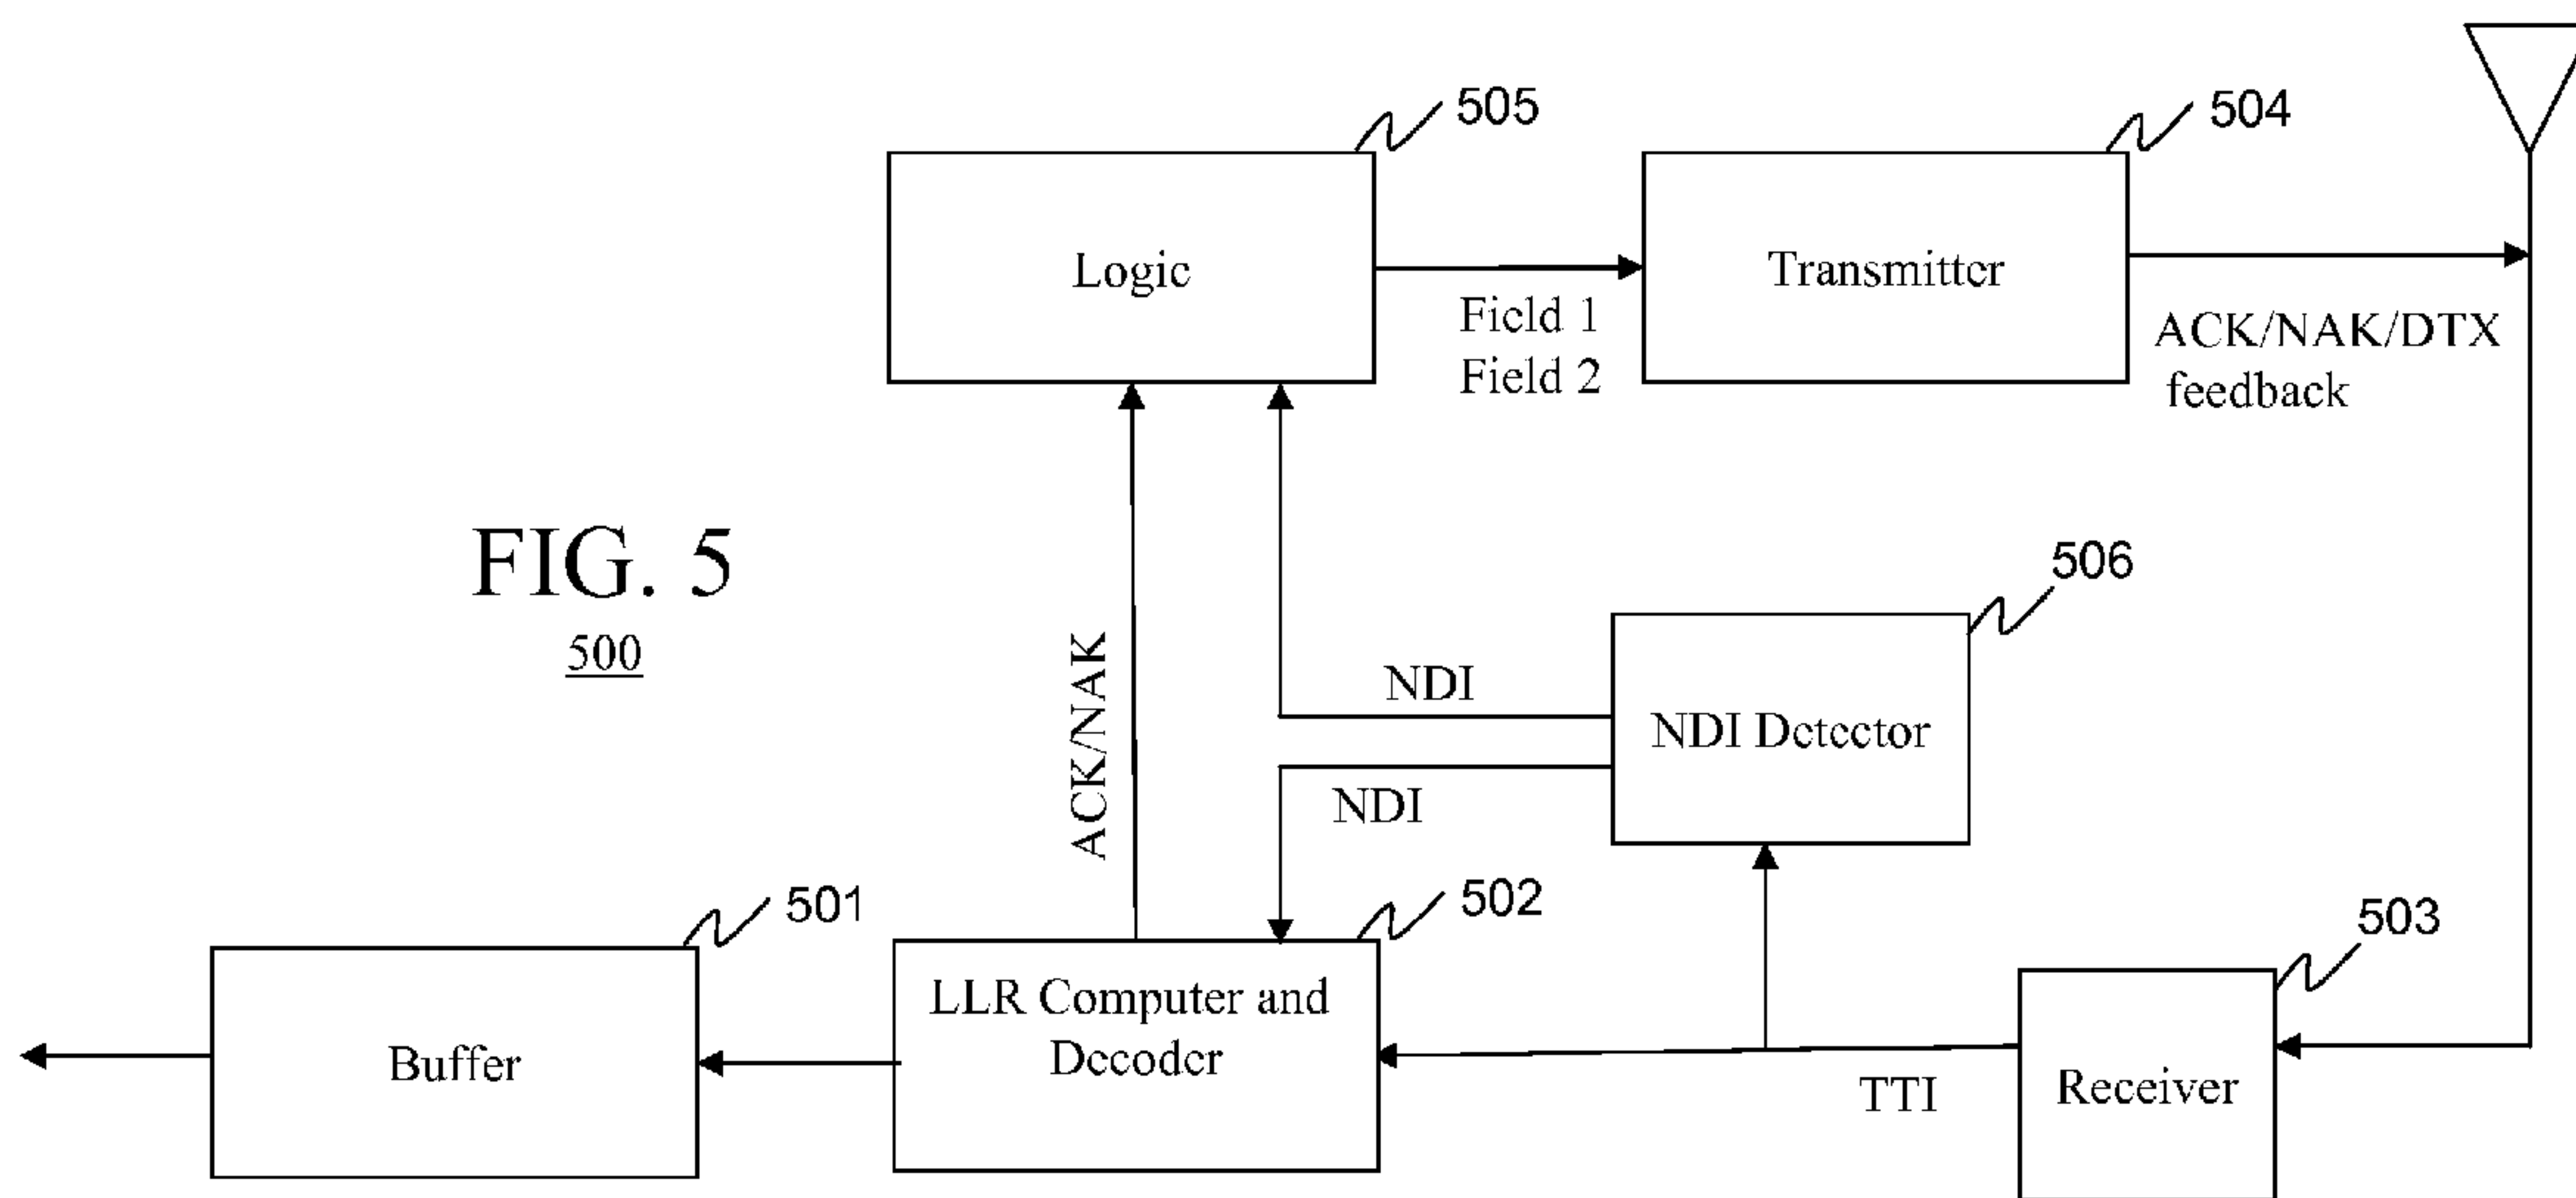 505
504
Logic
Transmitter
Field 1
Field 2
ACK/NAK/DTX
feedback
FIG. 5
500
506
NDI
NDI Detector
NDI
ACK/NAK
501
502
503
LLR Computer and
Decoder
Buffer
TTI
Receiver